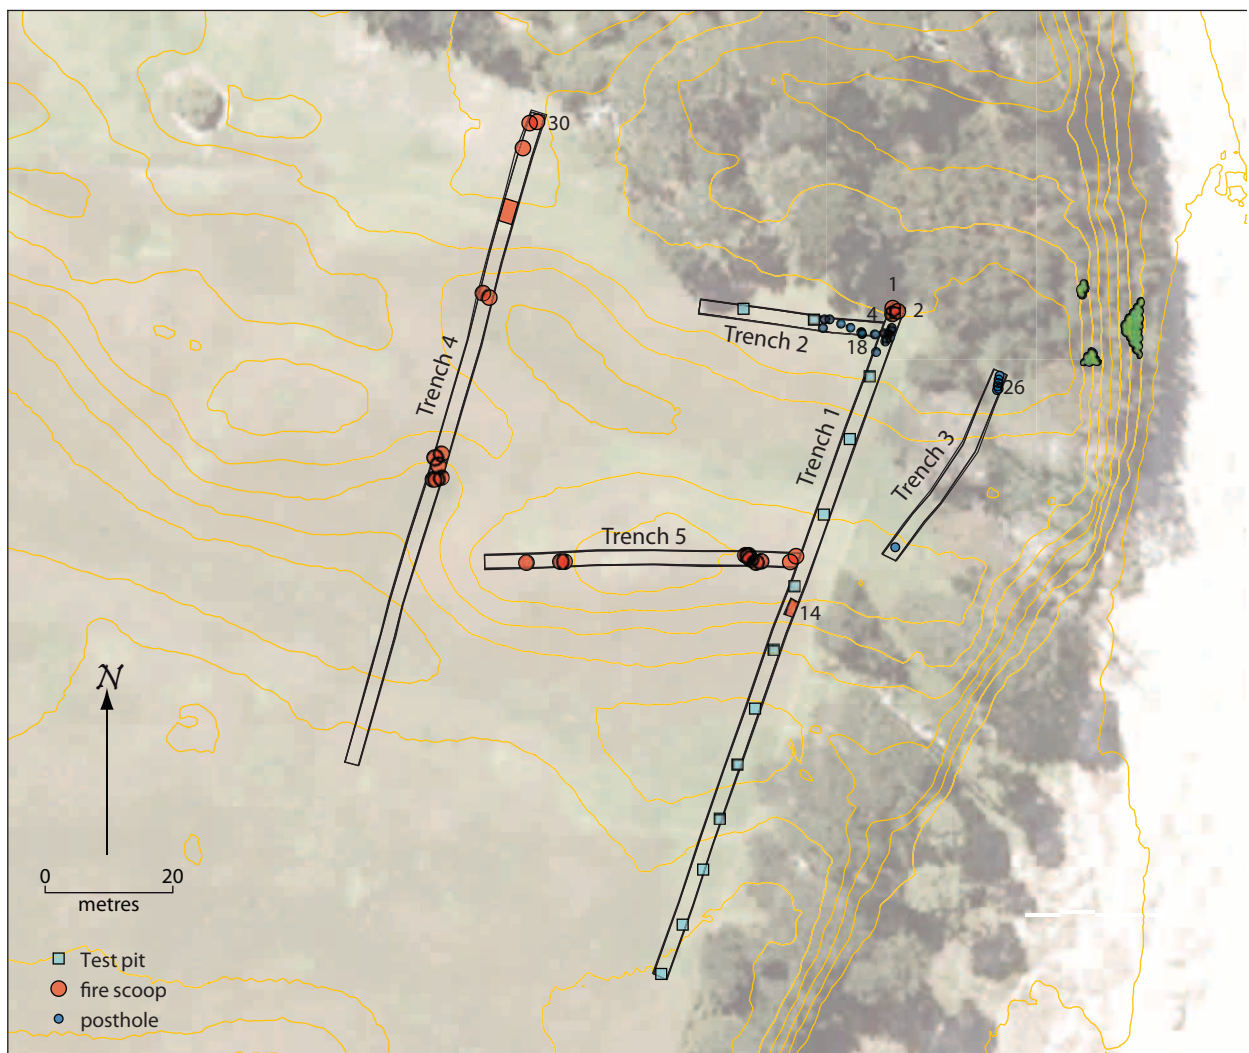 30
1
4
2
Trench 2
18
Trench 4
26
Trench 1
Trench 3
Trench 5
14
N
0 20
metres
Test pit
fire scoop
posthole